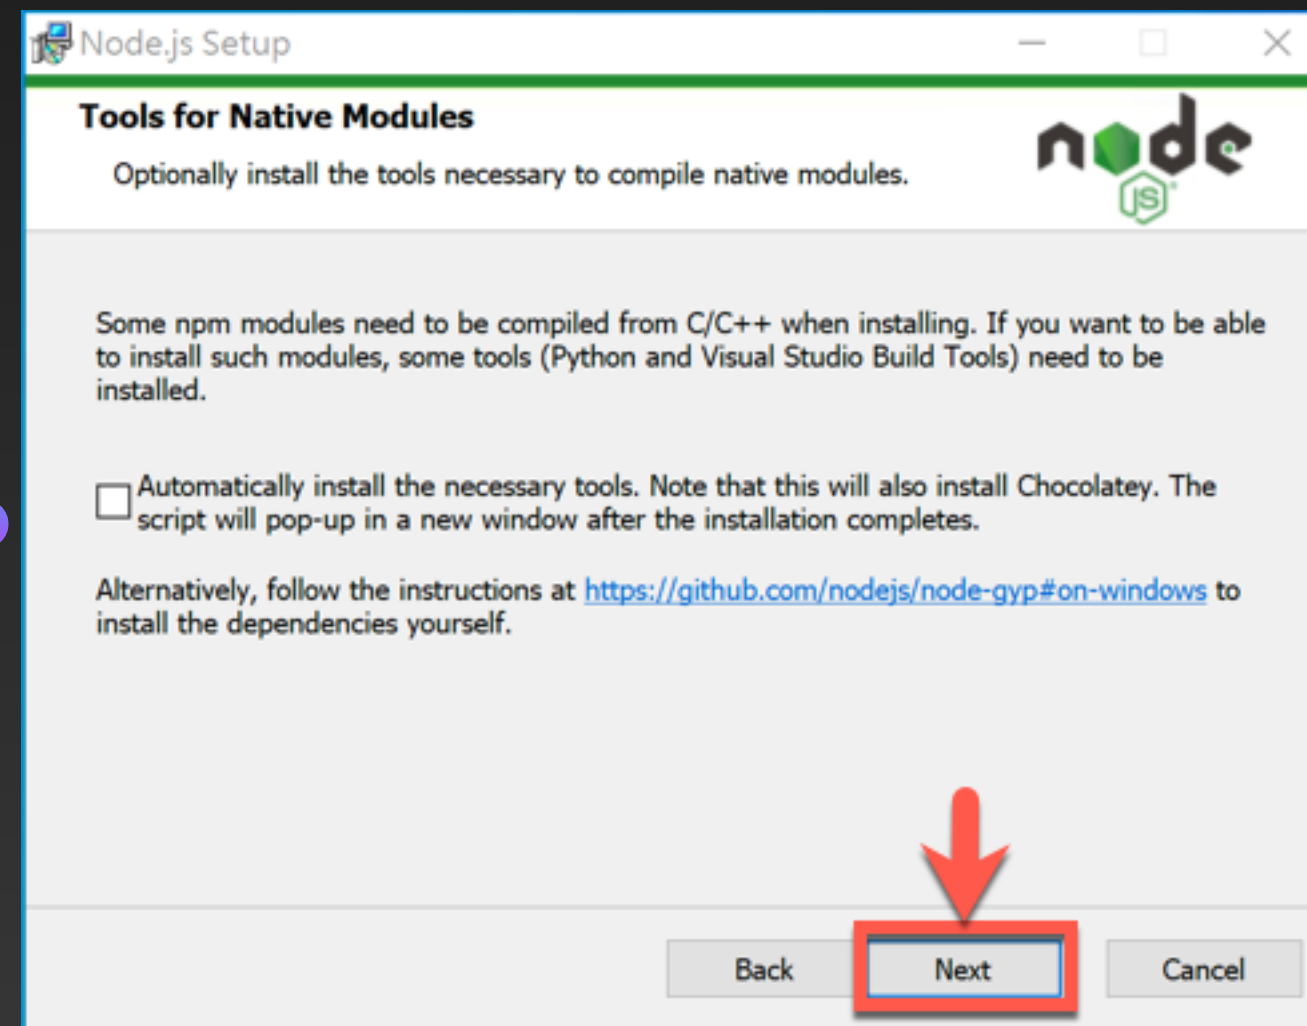 Node.js Setup
Tools for Native Modules
Optionally install the tools necessary to compile native modules.
node
JS
Some npm modules need to be compiled from C/C++ when installing. If you want to be able
to install such modules, some tools (Python and Visual Studio Build Tools) need to be
installed.
Automatically install the necessary tools. Note that this will also install Chocolatey. The
script will pop-up in a new window after the installation completes.
Alternatively, follow the instructions at https://github.com/nodejs/node-gyp#on-windows to
install the dependencies yourself.
Back Next Cancel